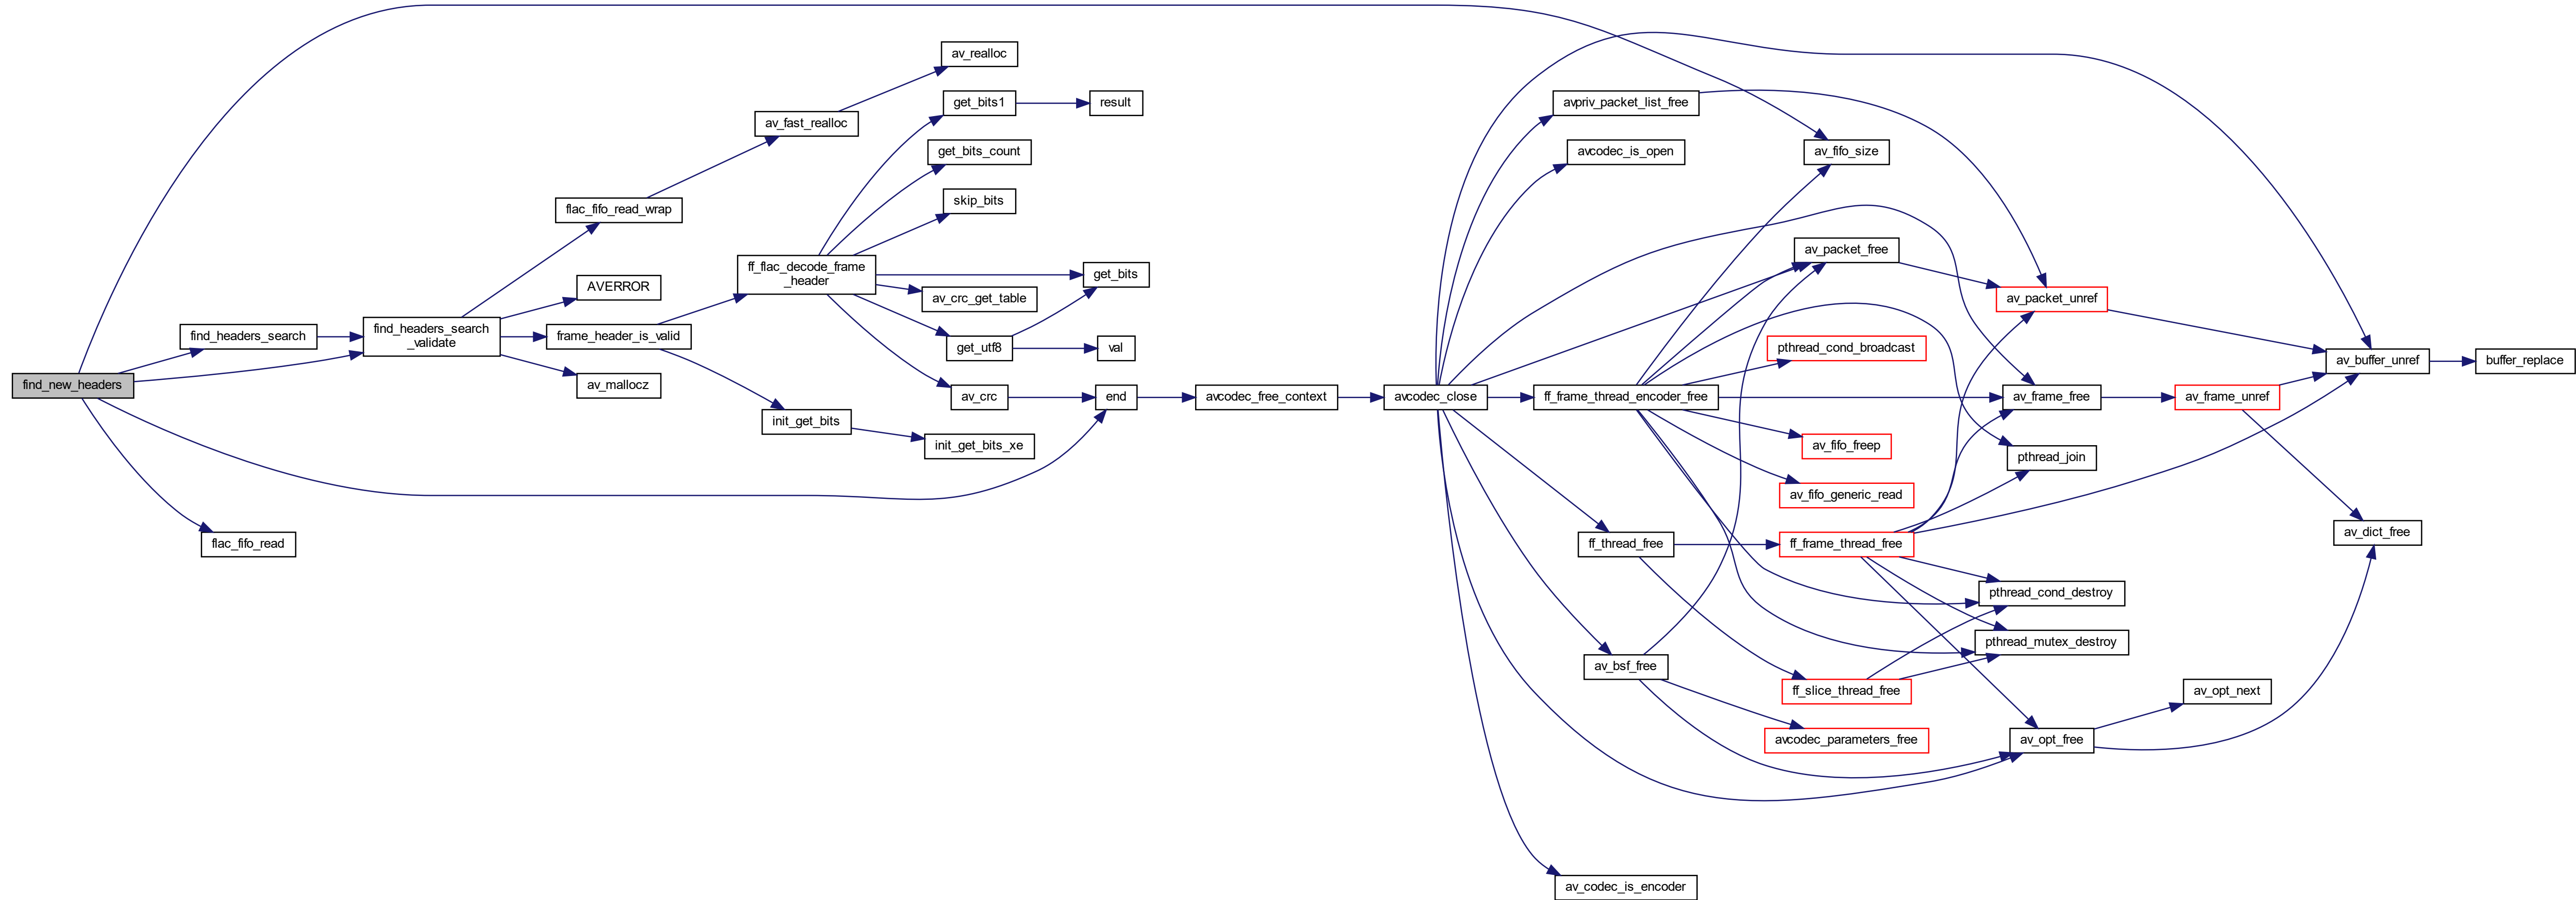 find_new_headers
find_headers_search
flac_fifo_read
find_headers_search
_validate
flac_fifo_read_wrap
AVERROR
frame_header_is_valid
av_mallocz
av_fast_realloc
ff_flac_decode_frame
_header
init_get_bits
av_realloc
get_bits1
get_bits_count
skip_bits
av_crc_get_table
get_utf8
av_crc
init_get_bits_xe
result
get_bits
val
end
avcodec_free_context
avcodec_close
avpriv_packet_list_free
avcodec_is_open
ff_frame_thread_encoder_free
ff_thread_free
av_bsf_free
av_codec_is_encoder
av_fifo_size
av_packet_free
pthread_cond_broadcast
av_fifo_freep
av_fifo_generic_read
ff_frame_thread_free
ff_slice_thread_free
avcodec_parameters_free
av_packet_unref
av_frame_free
pthread_join
pthread_cond_destroy
pthread_mutex_destroy
av_opt_free
av_frame_unref
av_opt_next
av_buffer_unref
av_dict_free
buffer_replace